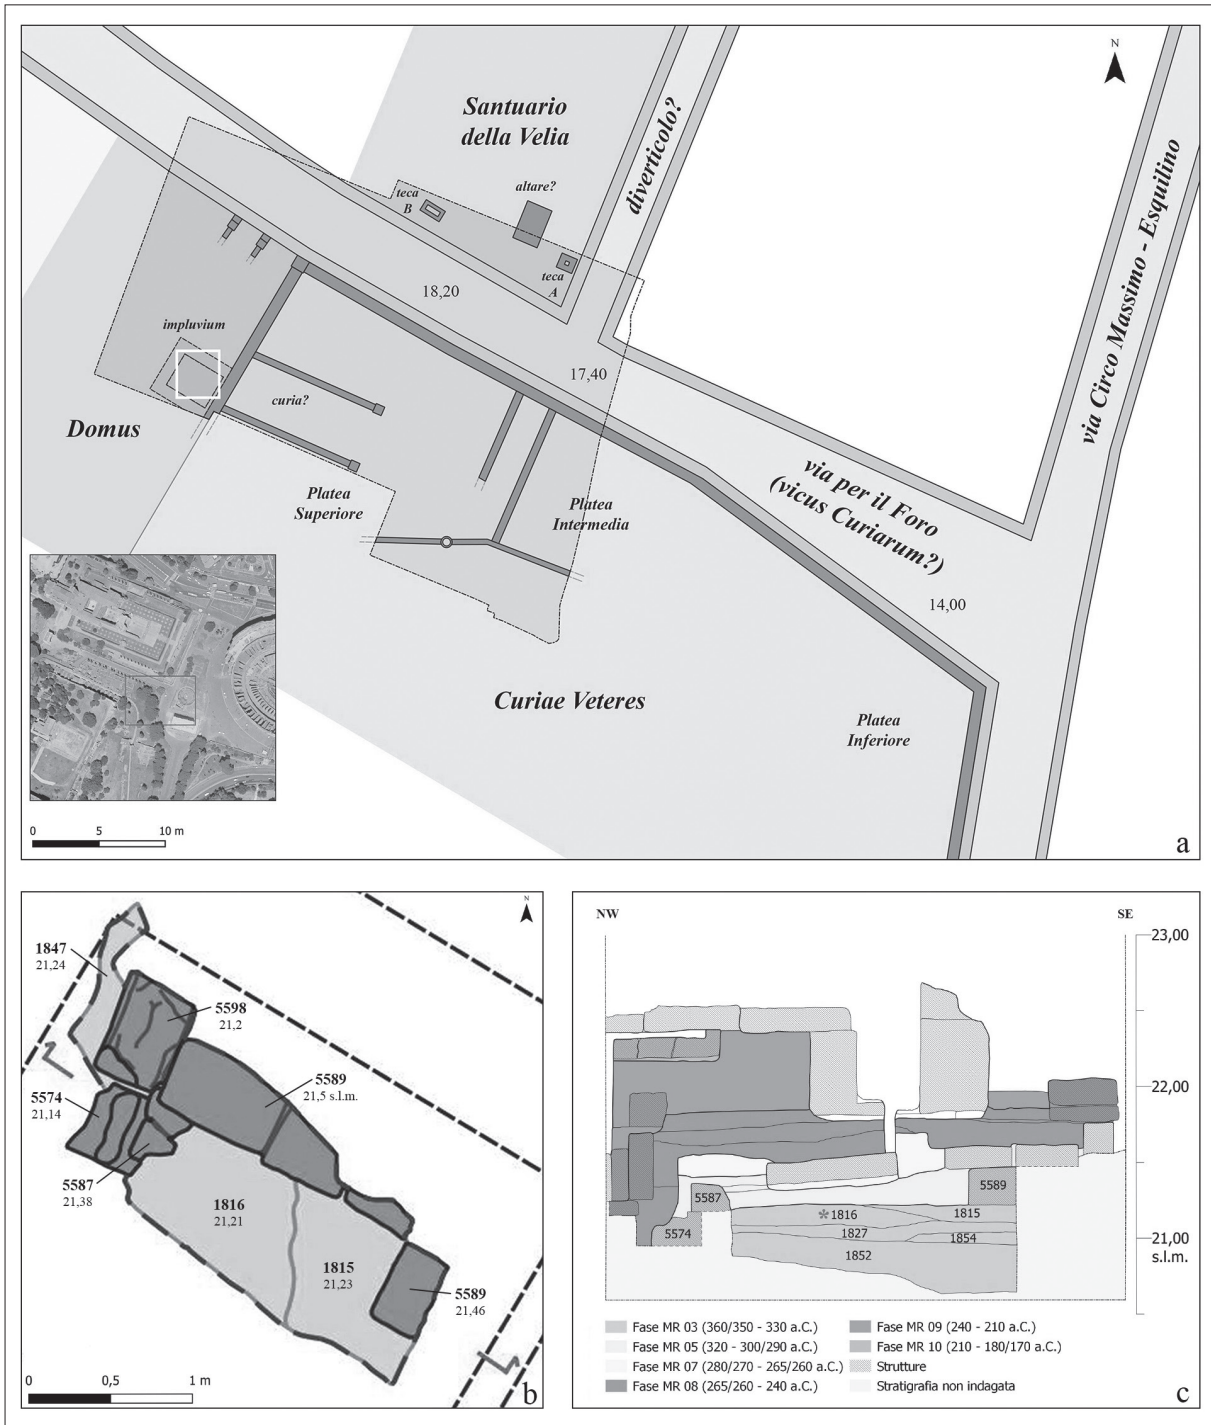 N
Santuario
della Velia
diverticolo?
via Circo Massimo - Esquilino
teca
B
altare?
teca
A
18,20
impluvium
17,40
curia?
Domus
via per il Foro
(vicus Curiarum?)
Platea
Superiore
Platea
Intermedia
14,00
Curiae Veteres
Platea
Inferiore
0 5 10 m
a
N
1847
21,24
5598
21,2
5589
21,5 s.l.m.
5574
21,14
5587
21,38
1816
21,21
1815
21,23
5589
21,46
1
1
0 0,5 1 m
b
NW
SE
23,00
22,00
21,00
s.l.m.
5587
5589
5574
*1816
1815
1827
1854
1852
Fase MR 03 (360/350 - 330 a.C.)
Fase MR 05 (320 - 300/290 a.C.)
Fase MR 07 (280/270 - 265/260 a.C.)
Fase MR 08 (265/260 - 240 a.C.)
Fase MR 09 (240 - 210 a.C.)
Fase MR 10 (210 - 180/170 a.C.)
Strutture
Stratigrafia non indagata
c